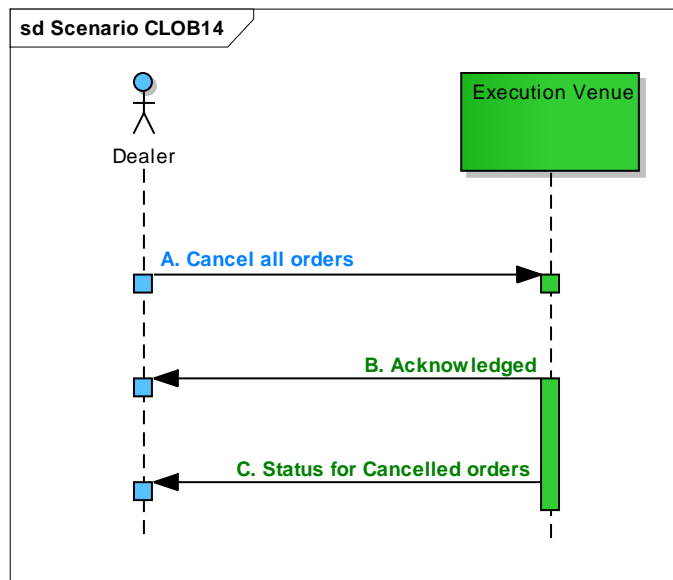 sd Scenario CLOB14
Dealer
Execution Venue
A. Cancel all orders
B. Acknowledged
C. Status for Cancelled orders